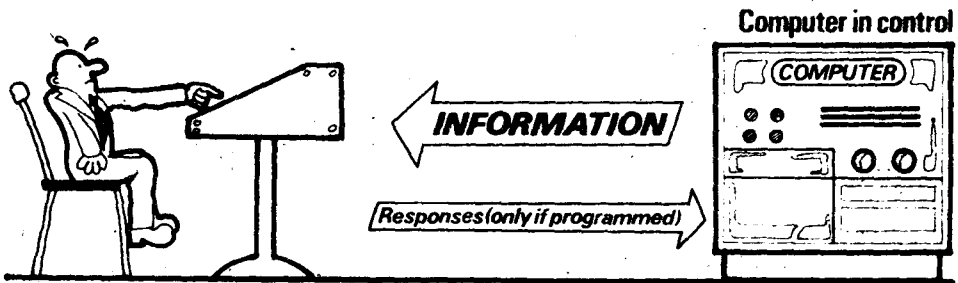 Computer in control
COMPUTER
INFORMATION
Responses (only if programmed)